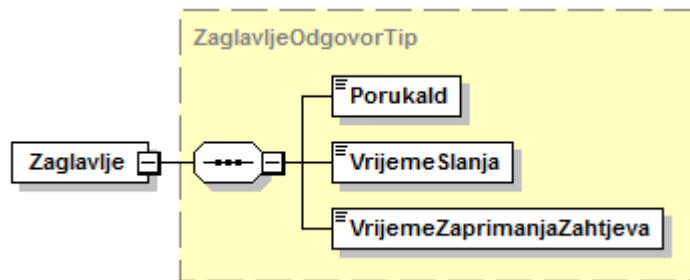 ZaglavljeOdgovorTip
PorukaId
Zaglavlje
VrijemeSlanja
VrijemeZaprimanjaZahtjeva